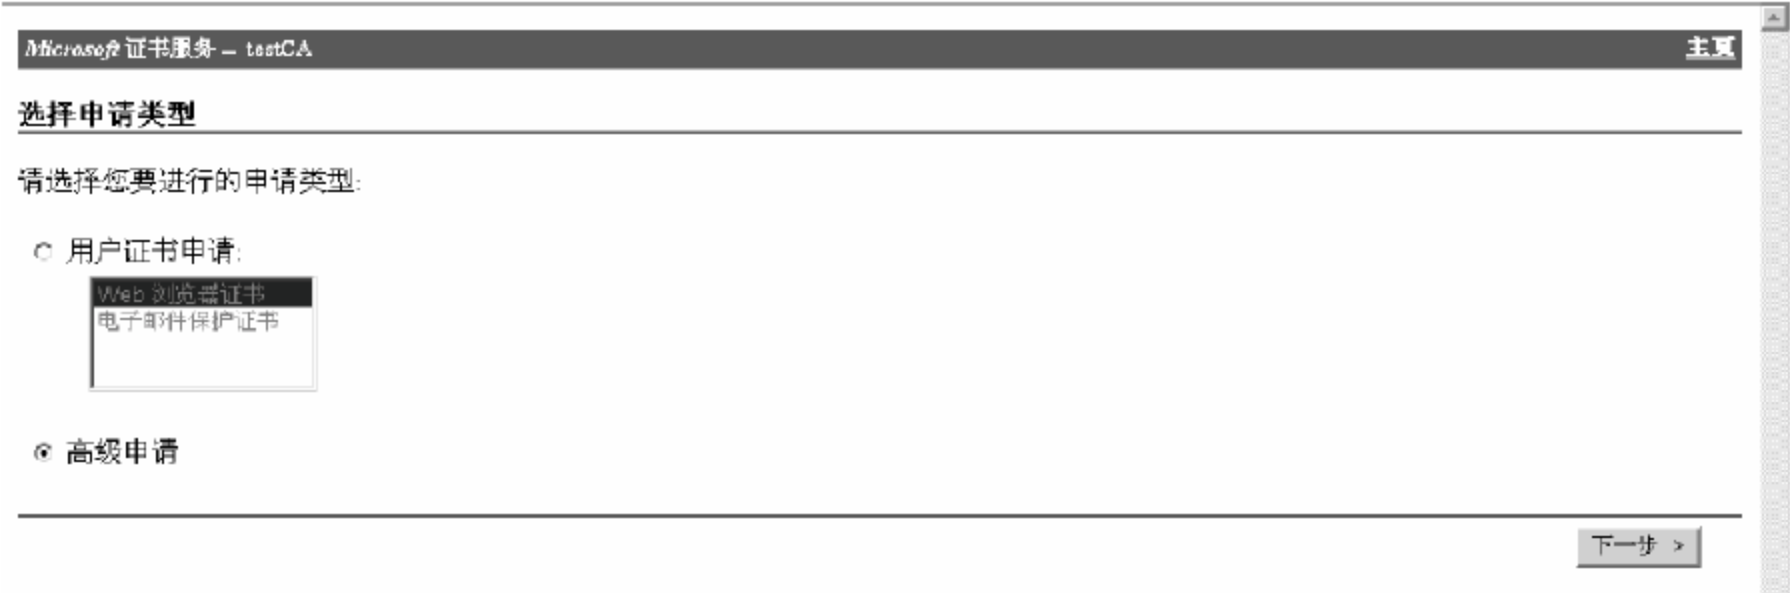 Microsoft 证书服务 – testCA
主页
选择申请类型
请选择您要进行的申请类型:
用户证书申请:
Web 浏览器证书
电子邮件保护证书
高级申请
下一步 >